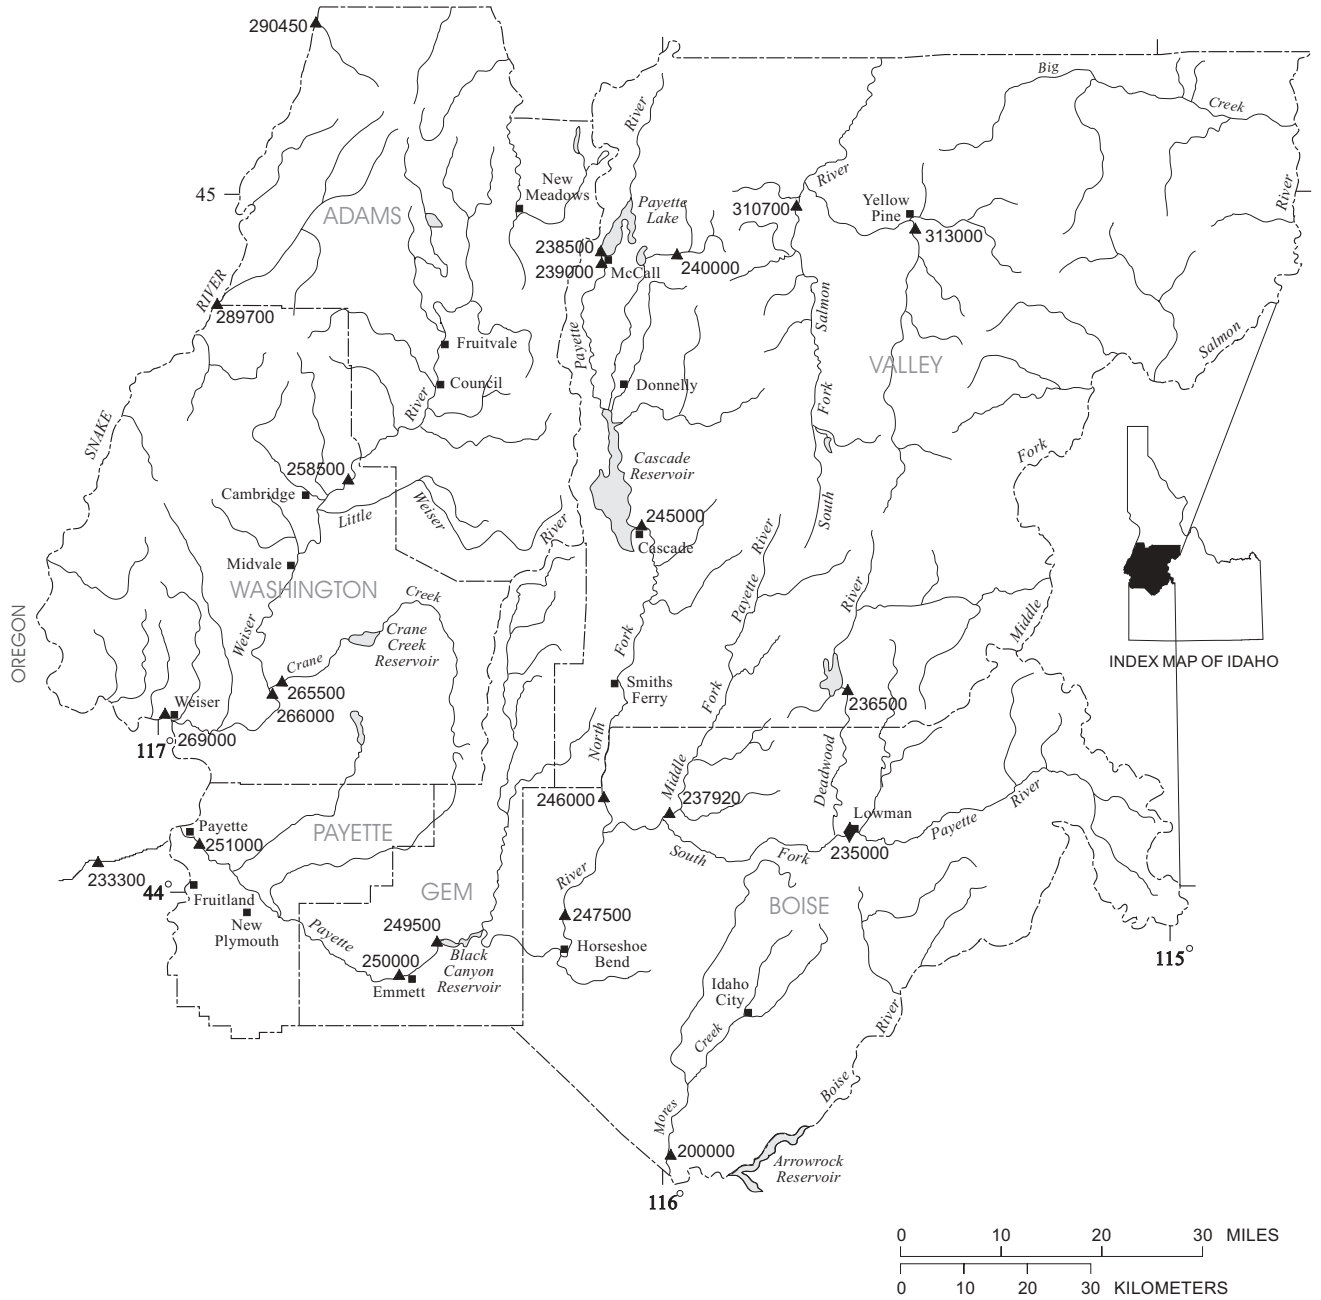 290450
Big
Creek
River
45
New
Meadows
River
Yellow
Pine
River
ADAMS
Payette
Lake
310700
313000
238500
239000
McCall
240000
RIVER
289700
Salmon
Salmon
Fruitvale
Payette
VALLEY
Council
Donnelly
River
Fork
SNAKE
Fork
258500
Cascade
Reservoir
Cambridge
Little
Weiser
South
245000
River
River
Cascade
Midvale
WASHINGTON
Creek
Payette
River
OREGON
Weiser
Crane
Creek
Reservoir
Fork
Middle
INDEX MAP OF IDAHO
Crane
265500
266000
Smiths
Ferry
Fork
236500
Weiser
117°
269000
North
Middle
Deadwood
246000
237920
River
Lowman
Payette
Payette
251000
PAYETTE
South
Fork
235000
233300
44°
Fruitland
New
Plymouth
GEM
River
BOISE
249500
247500
Payette
250000
Emmett
Black
Canyon
Reservoir
Horseshoe
Bend
115°
Idaho
City
Creek
River
Boise
Mores
200000
Arrowrock
Reservoir
116°
0 10 20 30 MILES
0 10 20 30 KILOMETERS